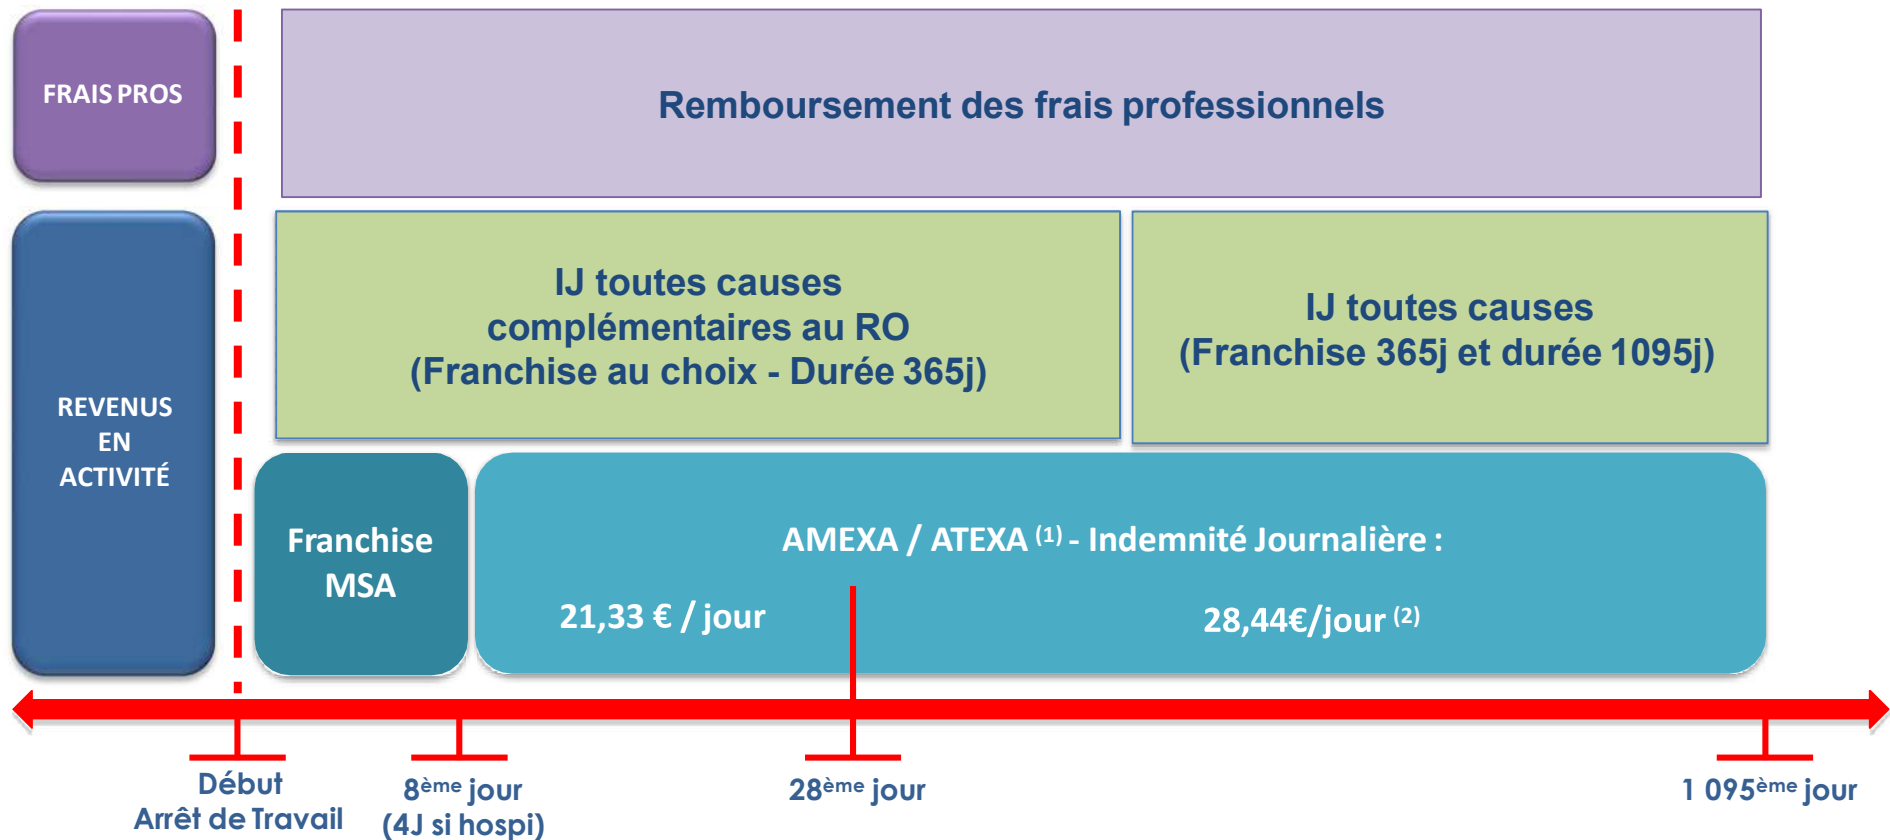 FRAIS PROS
Remboursement des frais professionnels
REVENUS
EN
ACTIVITÉ
IJ toutes causes
complémentaires au RO
(Franchise au choix - Durée 365j)
IJ toutes causes
(Franchise 365j et durée 1095j)
Franchise
MSA
AMEXA / ATEXA (1) - Indemnité Journalière :
21,33 € / jour
28,44€/jour (2)
Début
Arrêt de Travail
8ème jour
(4J si hospi)
28ème jour
1 095ème jour